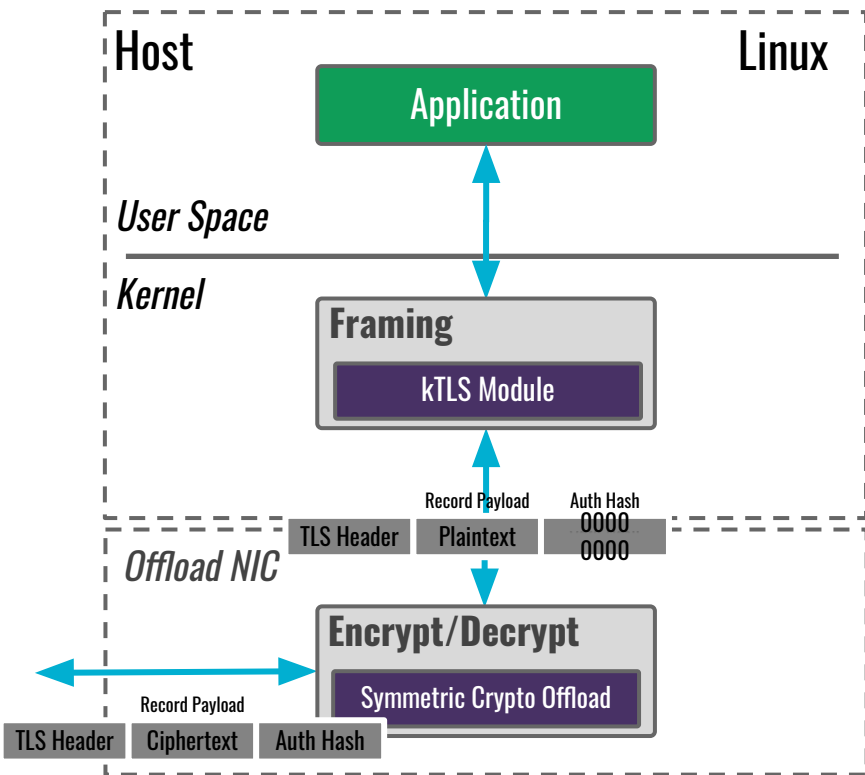 Host
Linux
Application
User Space
Kernel
Framing
kTLS Module
Record Payload
Auth Hash
TLS Header
Plaintext
0000
0000
Offload NIC
Encrypt/Decrypt
Symmetric Crypto Offload
Record Payload
TLS Header
Ciphertext
Auth Hash